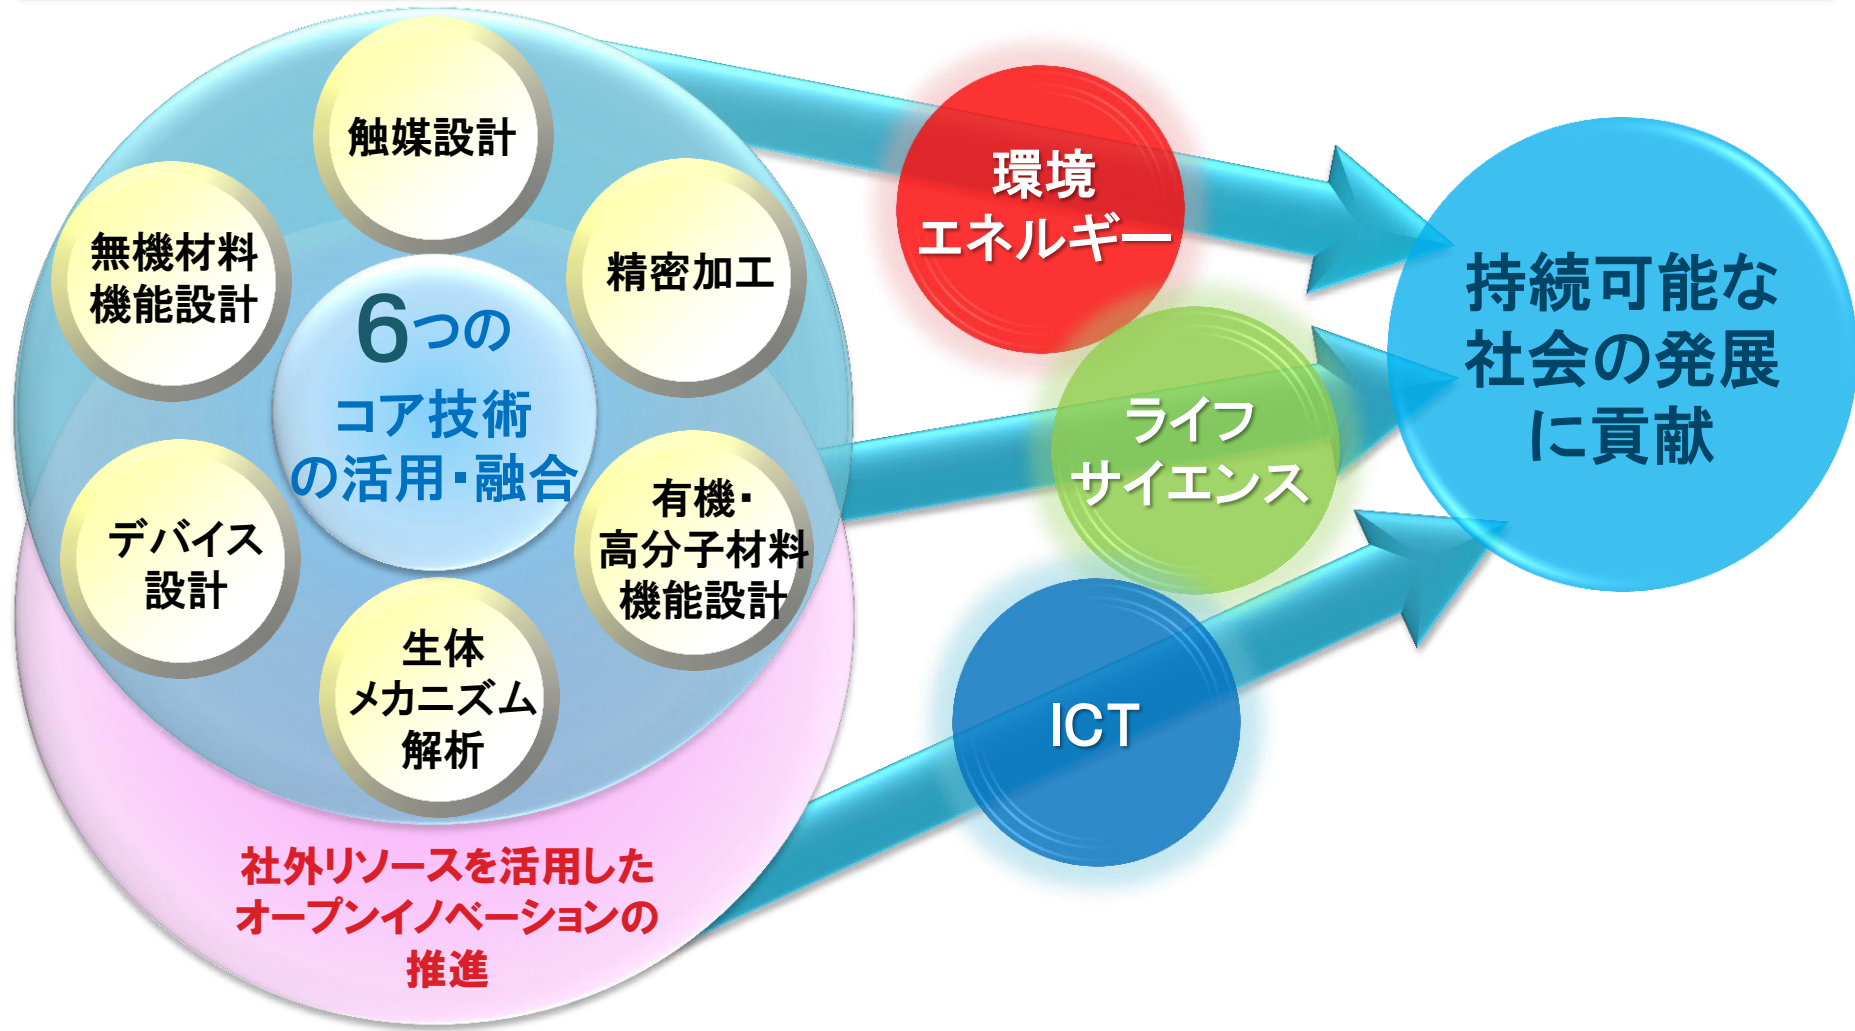 触媒設計
無機材料
機能設計
精密加工
6つの
コア技術
の活用・融合
デバイス
設計
有機・
高分子材料
機能設計
生体
メカニズム
解析
社外リソースを活用した
オープンイノベーションの
推進
環境
エネルギー
ライフ
サイエンス
ICT
持続可能な
社会の発展
に貢献